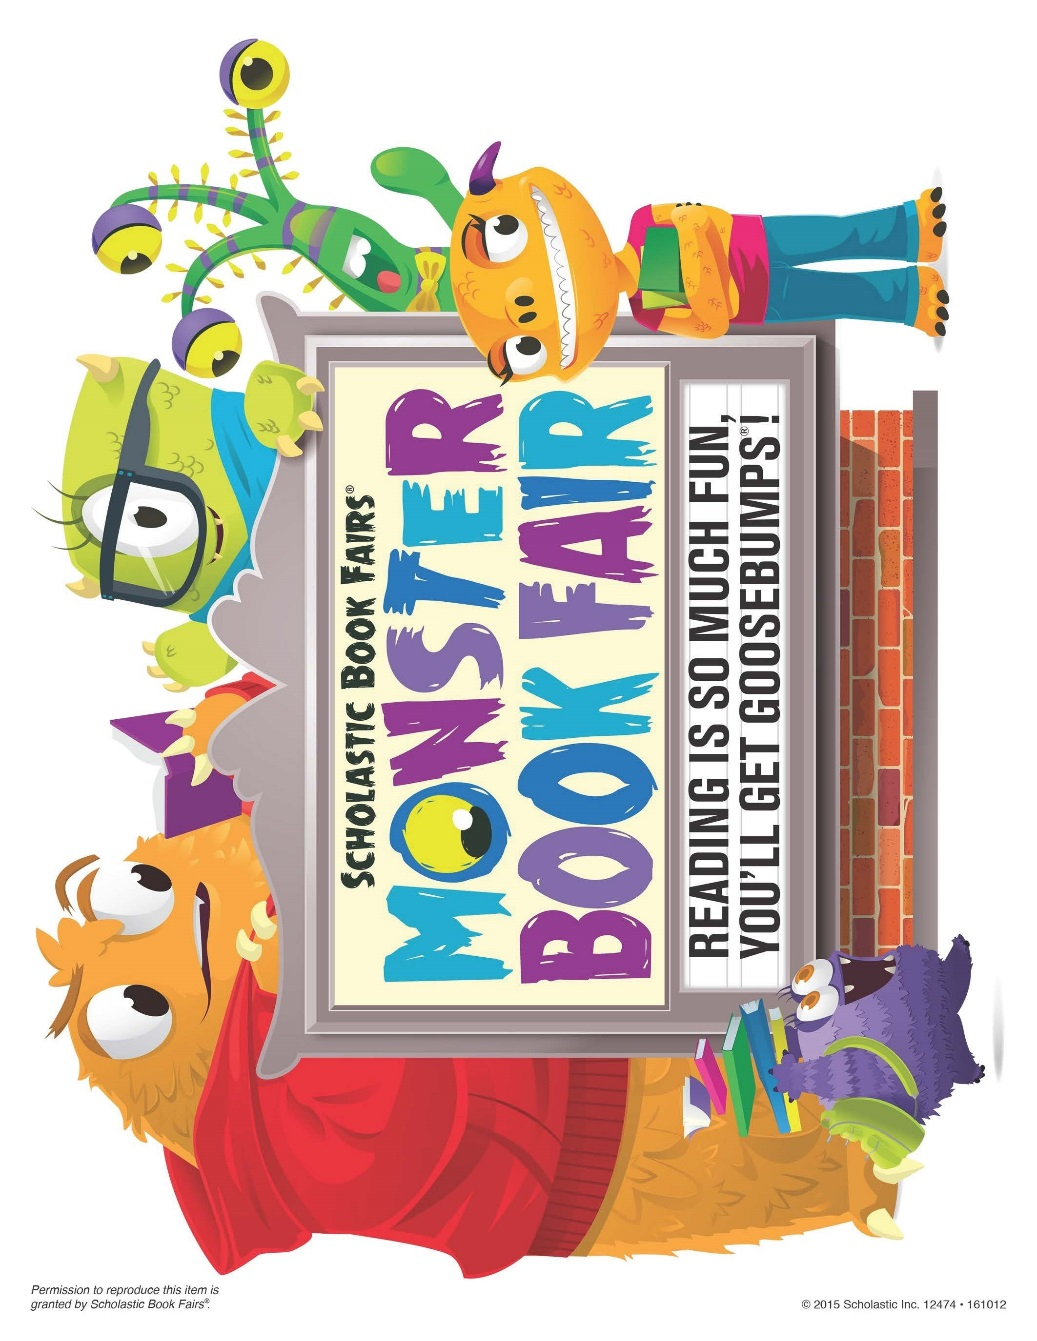 SCHOLASTIC BOOK FAIRS®
MONSTER
BOOK FAIR
READING IS SO MUCH FUN,
YOU'LL GET GOOSEBUMPS®!
Permission to reproduce this item is
granted by Scholastic Book Fairs®.
© 2015 Scholastic Inc. 12474 • 161012